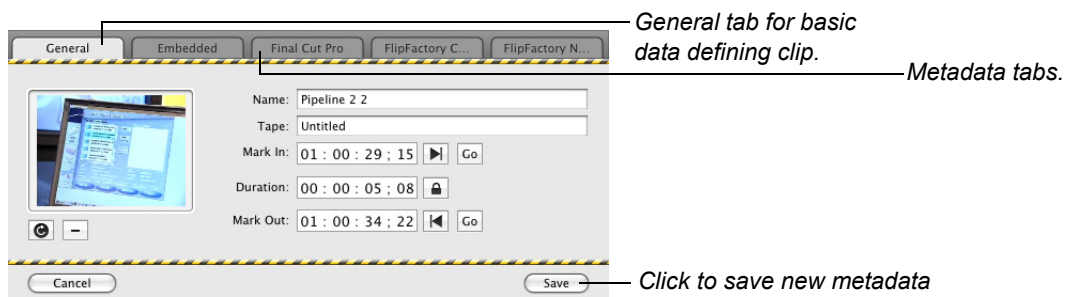 General tab for basic
data defining clip.
General Embedded Final Cut Pro FlipFactory C... FlipFactory N...
Metadata tabs.
Name: Pipeline 2 2
Tape: Untitled
Mark In: 01 : 00 : 29 ; 15 Go
Duration: 00 : 00 : 05 ; 08
Mark Out: 01 : 00 : 34 ; 22 Go
Cancel Save
Click to save new metadata